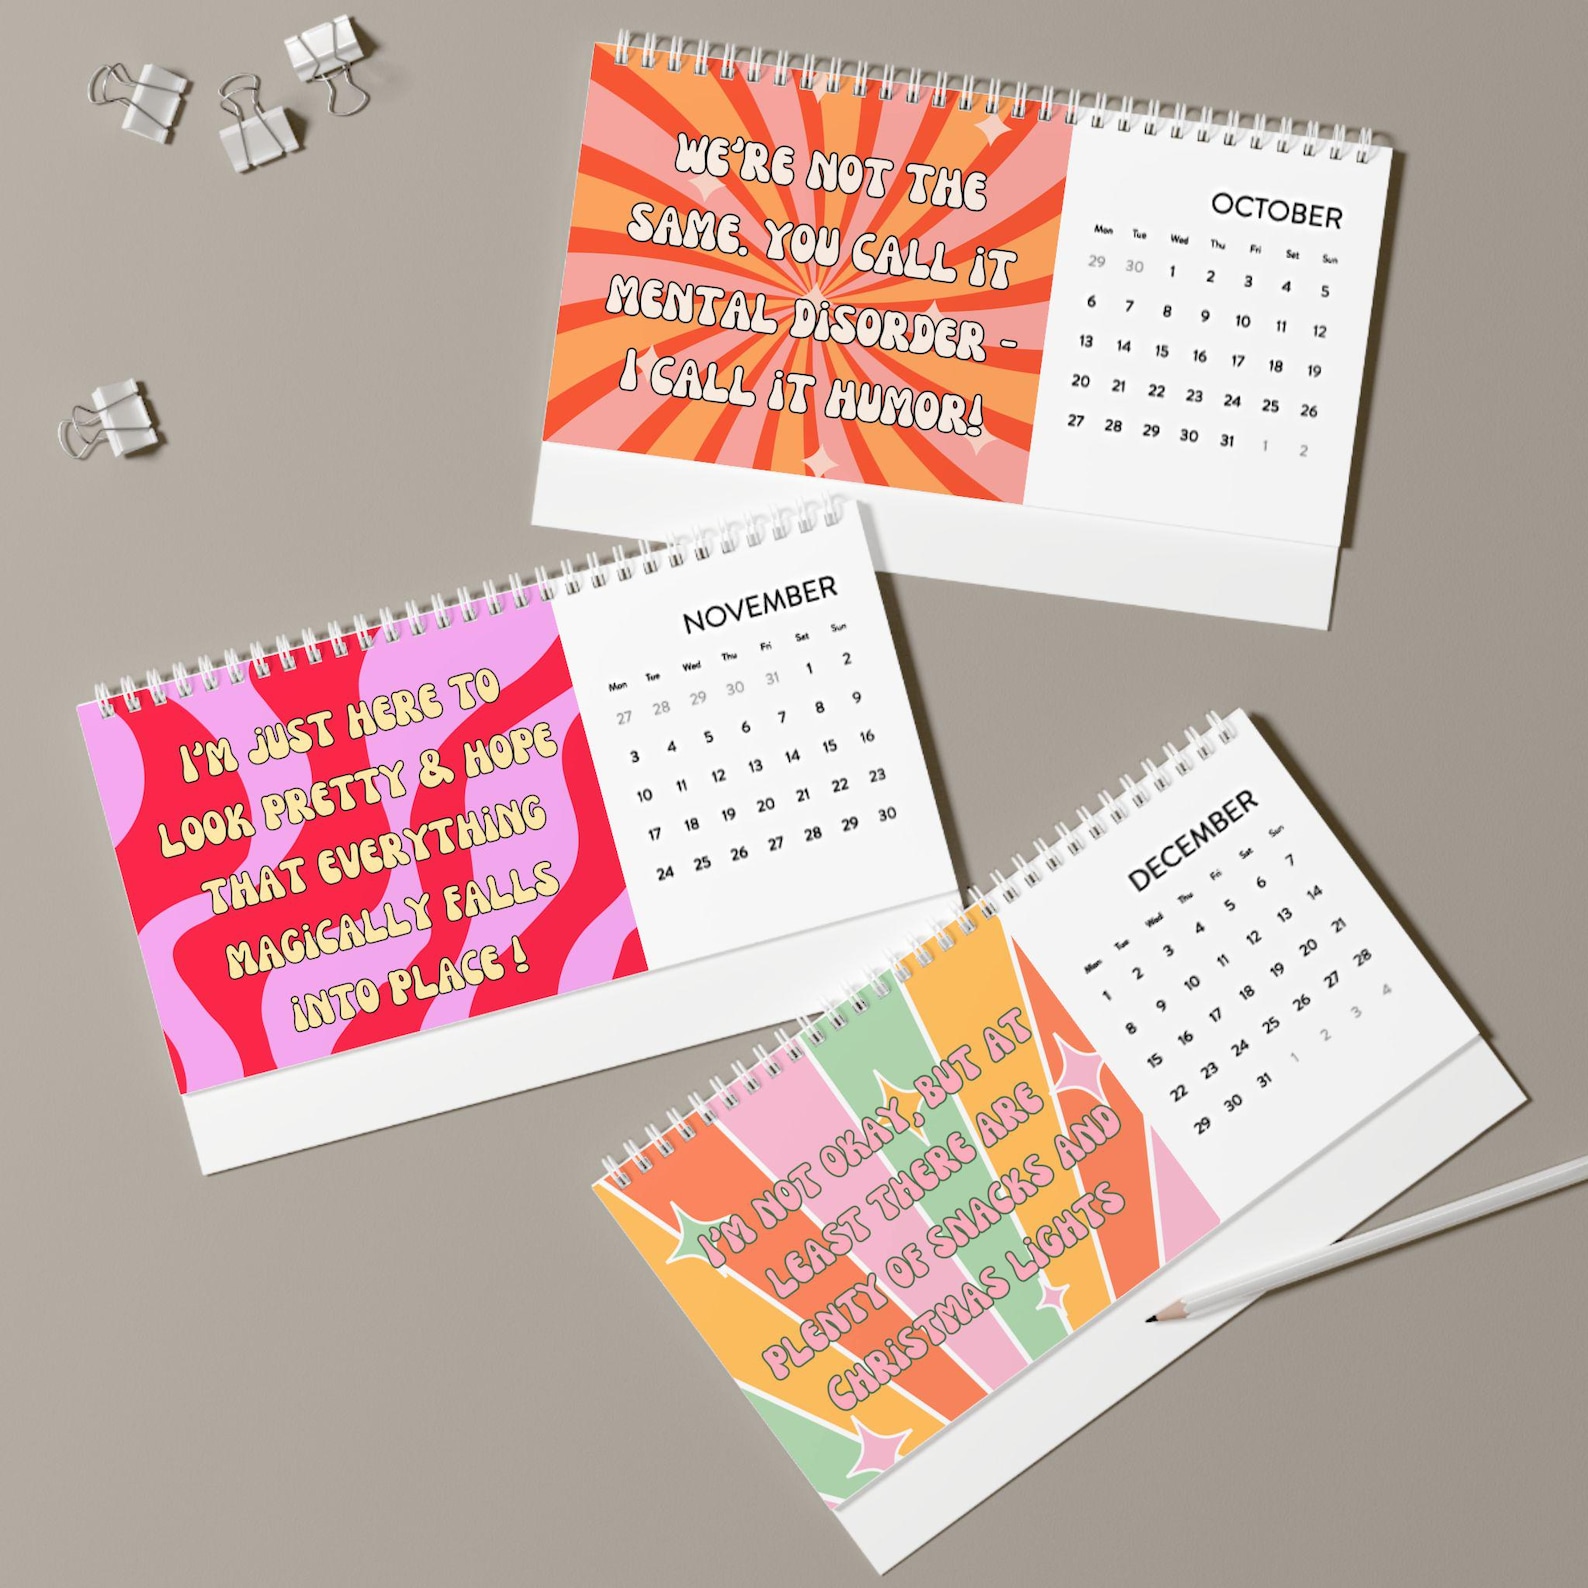 WE'RE NOT THE
SAME. YOU CALL iT
MENTAL DiSORDER -
I CALL iT HUMOR!
OCTOBER
Mon Tue Wed Thu Fri Sat Sun
29 30 1 2 3 4 5
6 7 8 9 10 11 12
13 14 15 16 17 18 19
20 21 22 23 24 25 26
27 28 29 30 31 1 2
I'M jUST HERE TO
LOOK PRETTY & HOPE
THAT EVERYTHiNG
MAGiCALLY FALLS
iNTO PLACE !
NOVEMBER
Mon Tue Wed Thu Fri Sat Sun
27 28 29 30 31 1 2
3 4 5 6 7 8 9
10 11 12 13 14 15 16
17 18 19 20 21 22 23
24 25 26 27 28 29 30
I'M NOT OKAY, BUT AT
LEAST THERE ARE
PLENTY OF SNACKS AND
CHRiSTMAS LiGHTS
DECEMBER
Mon Tue Wed Thu Fri Sat Sun
1 2 3 4 5 6 7
8 9 10 11 12 13 14
15 16 17 18 19 20 21
22 23 24 25 26 27 28
29 30 31 1 2 3 4